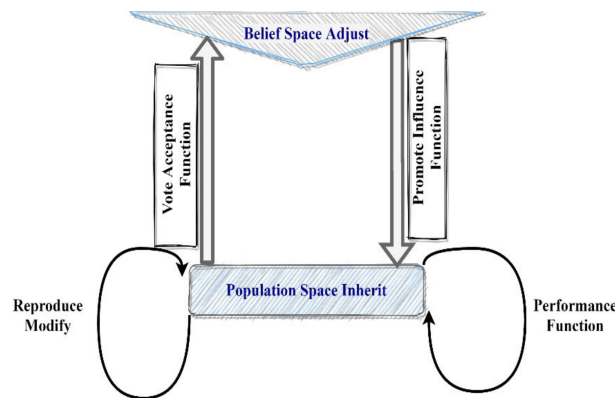 Belief Space Adjust
Vote Acceptance
Function
Promote Influence
Function
Population Space Inherit
Reproduce
Modify
Performance
Function